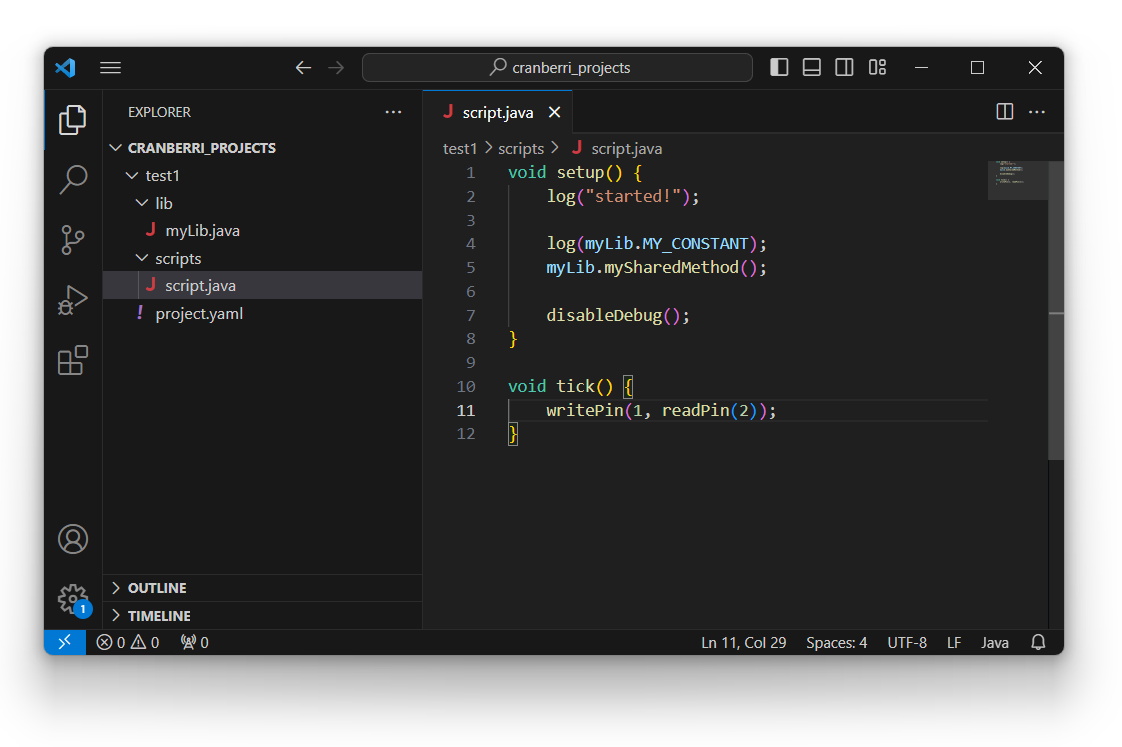 cranberri_projects
EXPLORER
CRANBERRI_PROJECTS
test1
lib
J myLib.java
scripts
J script.java
! project.yaml
OUTLINE
TIMELINE
J script.java
test1 > scripts > J script.java
1 void setup() {
2     log("started!");
3
4     log(myLib.MY_CONSTANT);
5     myLib.mySharedMethod();
6
7     disableDebug();
8 }
9
10 void tick() {
11     writePin(1, readPin(2));
12 }
1
0 0 0
Ln 11, Col 29 Spaces: 4 UTF-8 LF Java